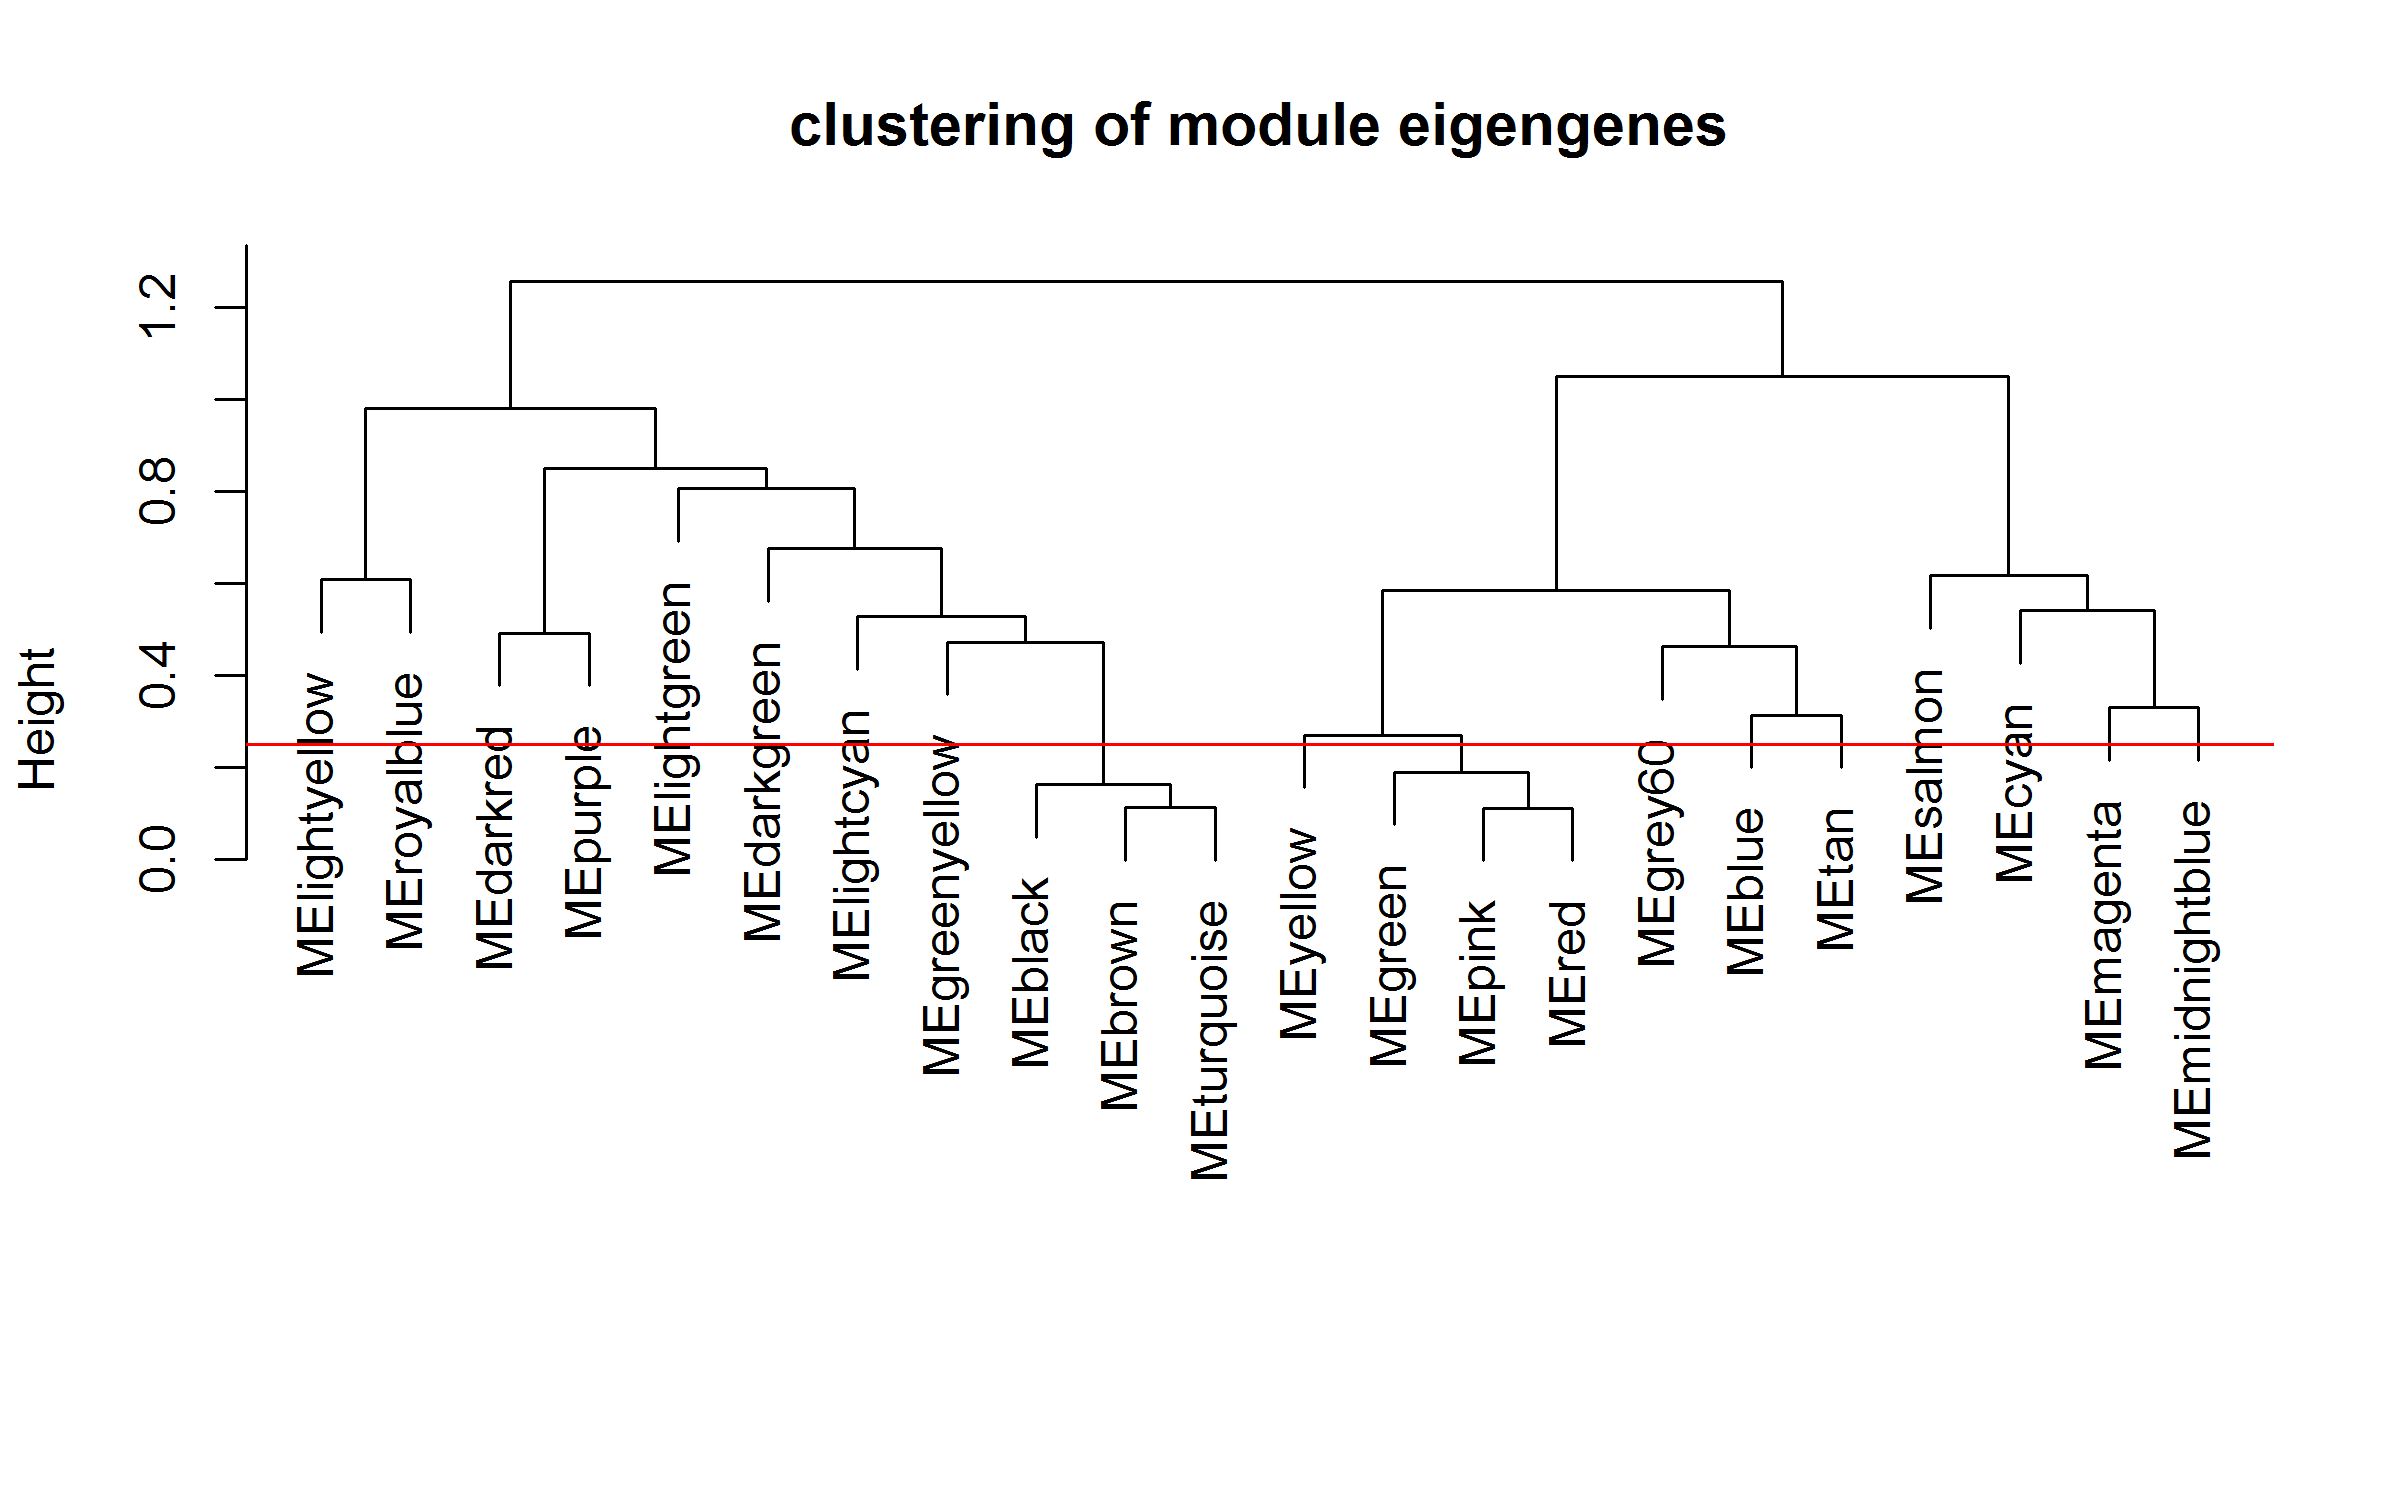 clustering of module eigengenes
Height
1.2
0.8
0.4
0.0
MElightyellow
MEroyalblue
MEdarkred
MEpurple
MElightgreen
MEdarkgreen
MElightcyan
MEgreenyellow
MEblack
MEbrown
MEturquoise
MEyellow
MEgreen
MEpink
MEred
MEgrey60
MEblue
MEtan
MEsalmon
MEcyan
MEmagenta
MEmidnightblue